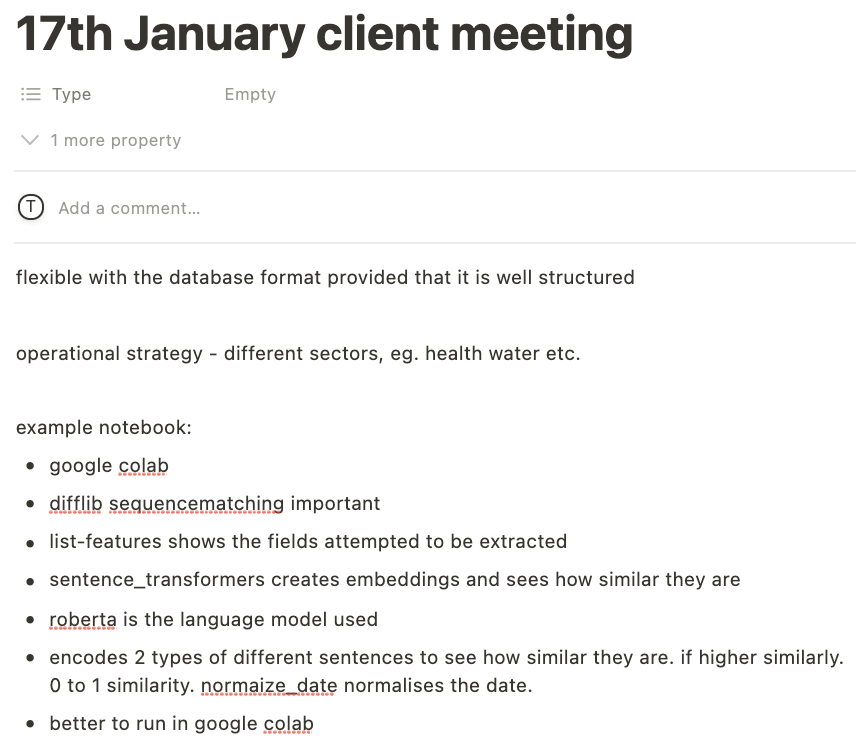 17th January client meeting
Type Empty
1 more property
T Add a comment...
flexible with the database format provided that it is well structured
operational strategy - different sectors, eg. health water etc.
example notebook:
• google colab
• difflib sequencematching important
• list-features shows the fields attempted to be extracted
• sentence_transformers creates embeddings and sees how similar they are
• roberta is the language model used
• encodes 2 types of different sentences to see how similar they are. if higher similarly.
0 to 1 similarity. normaize_date normalises the date.
• better to run in google colab